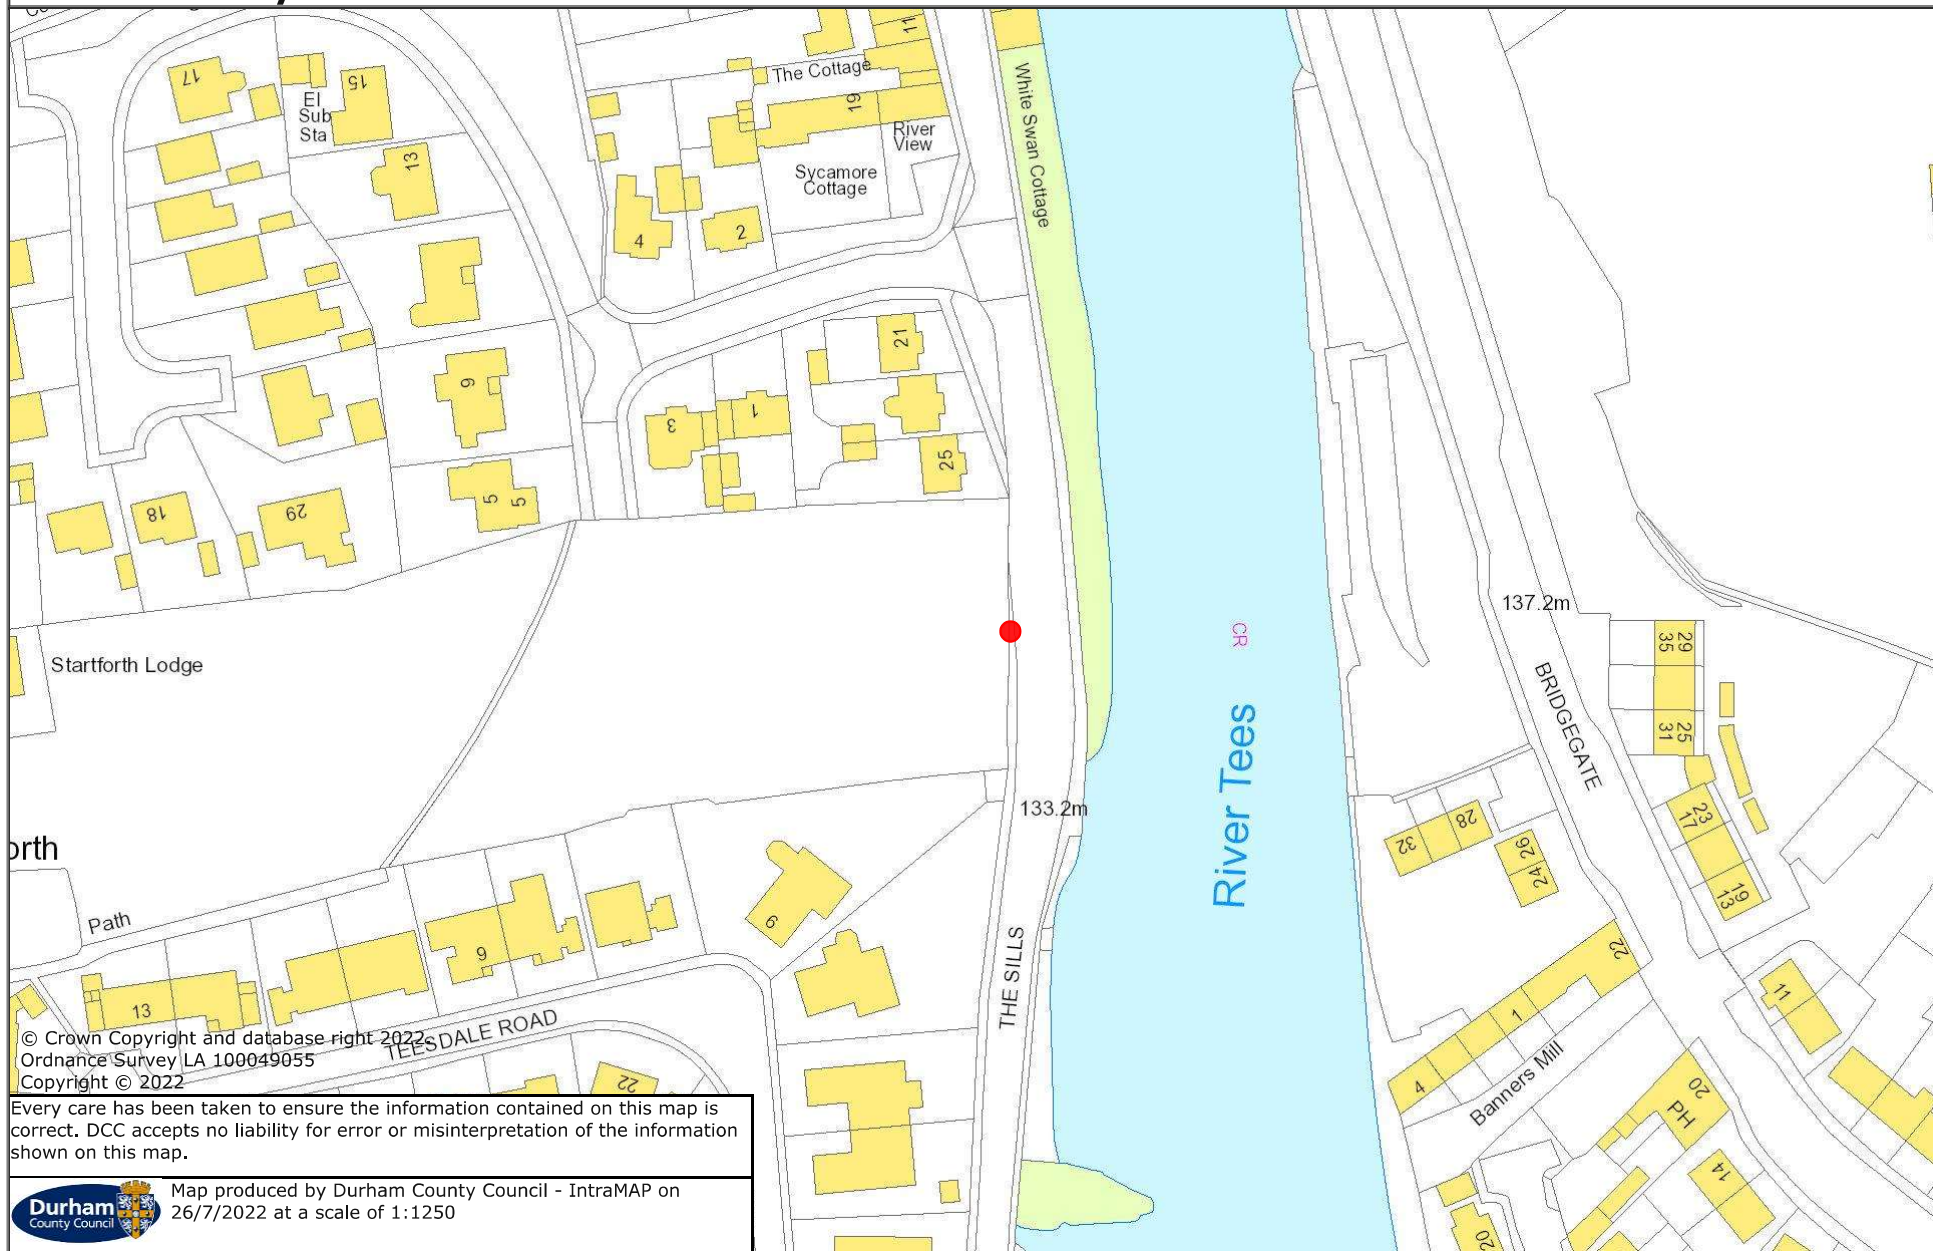 17
15
El
Sub
Sta
13
11
The Cottage
19
River
View
Sycamore
Cottage
White Swan Cottage
4
2
21
9
3
1
25
5
5
18
29
Startforth Lodge
137.2m
CR
River Tees
BRIDGEGATE
29
35
25
31
133.2m
23
17
19
13
28
32
26
24
orth
Path
9
9
13
THE SILLS
22
11
1
4
Banners Mill
20
PH
14
20
TEESDALE ROAD
22
© Crown Copyright and database right 2022.
Ordnance Survey LA 100049055
Copyright © 2022
Every care has been taken to ensure the information contained on this map is
correct. DCC accepts no liability for error or misinterpretation of the information
shown on this map.
Durham
County Council
Map produced by Durham County Council - IntraMAP on
26/7/2022 at a scale of 1:1250